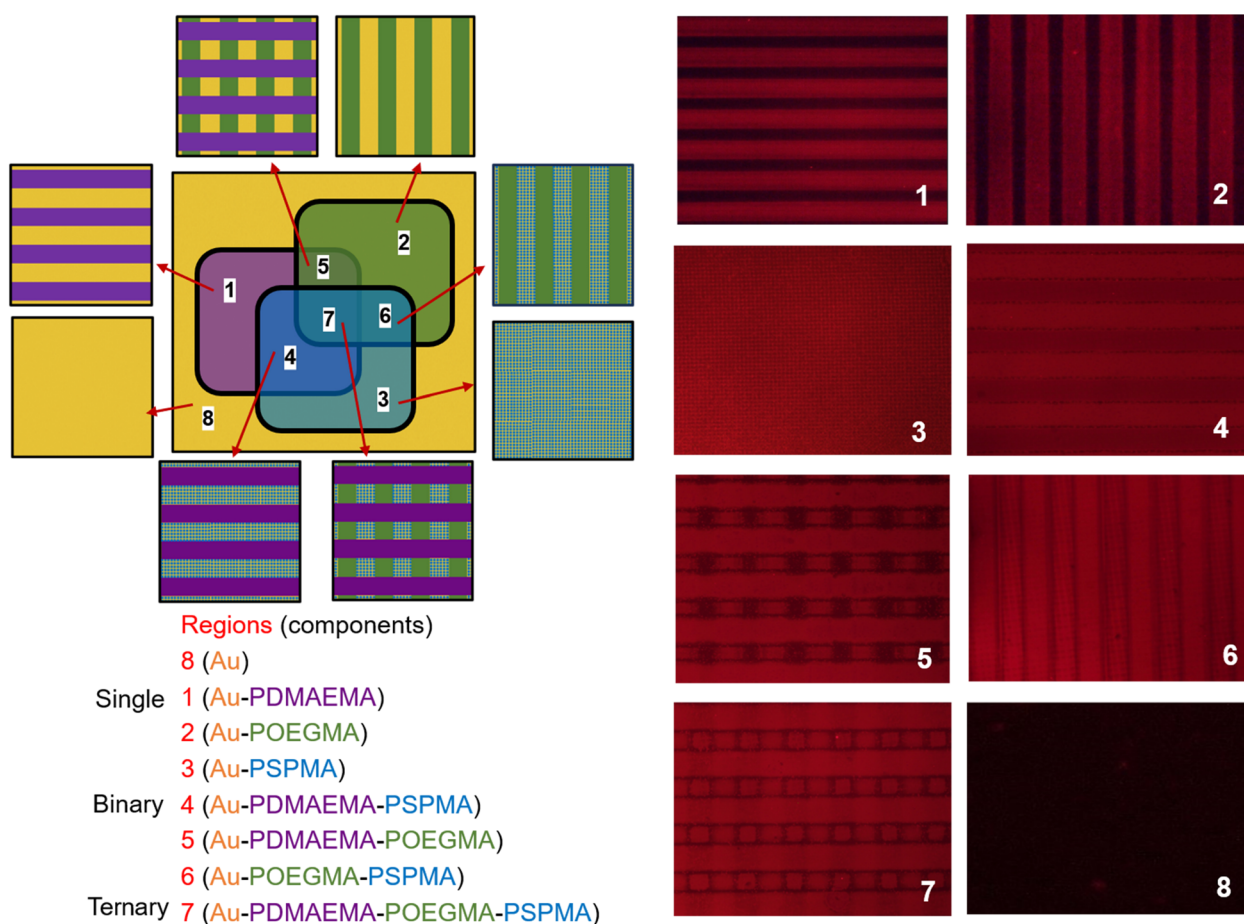 5
2
1
6
7
4
3
8
Regions (components)
8 (Au)
Single 1 (Au-PDMAEMA)
2 (Au-POEGMA)
3 (Au-PSPMA)
Binary 4 (Au-PDMAEMA-PSPMA)
5 (Au-PDMAEMA-POEGMA)
6 (Au-POEGMA-PSPMA)
Ternary 7 (Au-PDMAEMA-POEGMA-PSPMA)
1
2
3
4
5
6
7
8